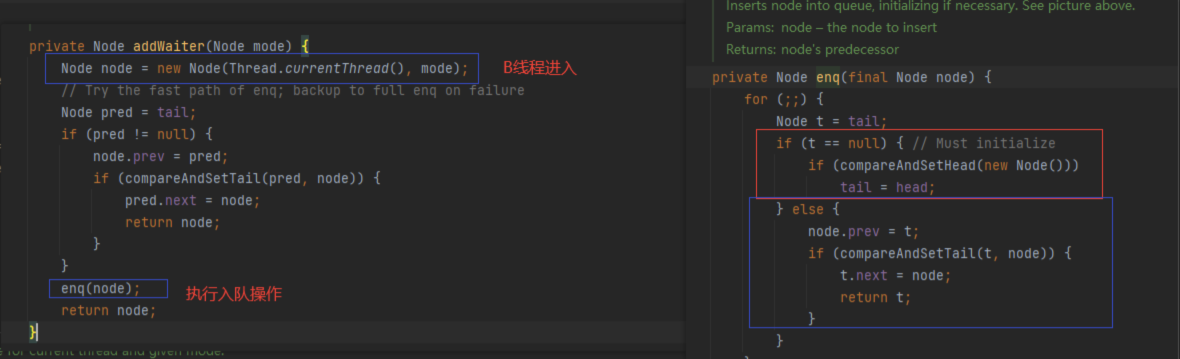 private Node addWaiter(Node mode) {
Node node = new Node(Thread.currentThread(), mode);
B线程进入
// Try the fast path of enq; backup to full enq on failure
Node pred = tail;
if (pred != null) {
node.prev = pred;
if (compareAndSetTail(pred, node)) {
pred.next = node;
return node;
}
}
enq(node);
执行入队操作
return node;
}
e for current thread and given mode.
Inserts node into queue, initializing if necessary. See picture above.
Params: node – the node to insert
Returns: node's predecessor
private Node enq(final Node node) {
for (;;) {
Node t = tail;
if (t == null) { // Must initialize
if (compareAndSetHead(new Node()))
tail = head;
} else {
node.prev = t;
if (compareAndSetTail(t, node)) {
t.next = node;
return t;
}
}